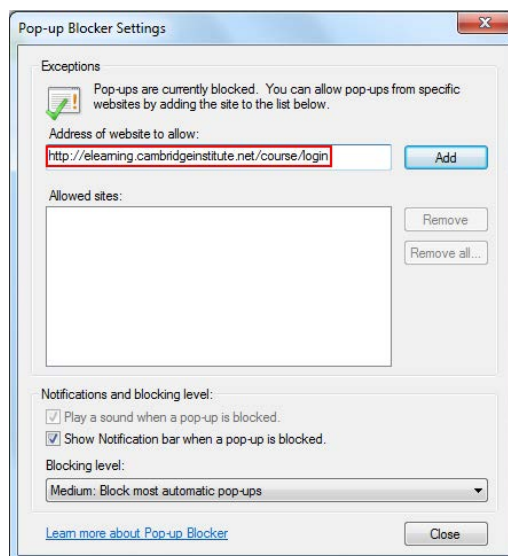 Pop-up Blocker Settings
Exceptions
Pop-ups are currently blocked. You can allow pop-ups from specific
websites by adding the site to the list below.
Address of website to allow:
http://elearning.cambridgeinstitute.net/course/login
Add
Allowed sites:
Remove
Remove all...
Notifications and blocking level:
Play a sound when a pop-up is blocked.
Show Notification bar when a pop-up is blocked.
Blocking level:
Medium: Block most automatic pop-ups
Learn more about Pop-up Blocker
Close